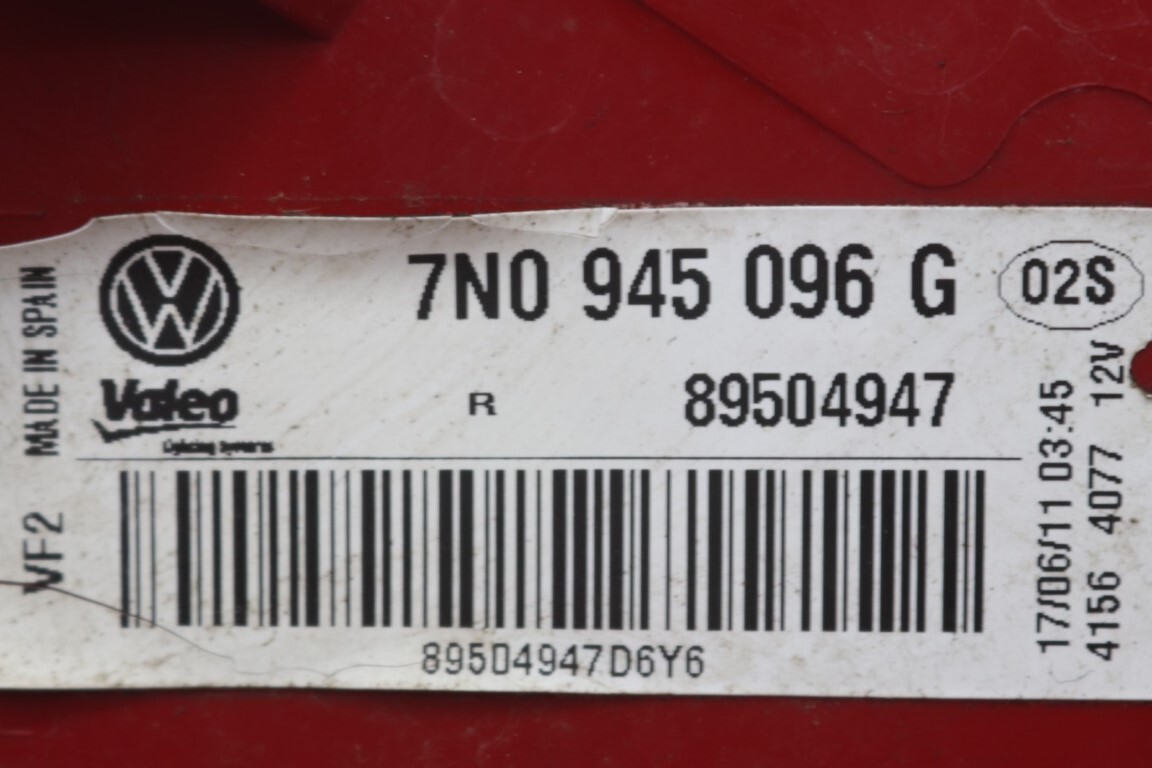 7N0 945 096 G
02S
Valeo
R
89504947
89504947D6Y6
MADE IN SPAIN
VF2
17/06/11 03:45
4156 4077 12V